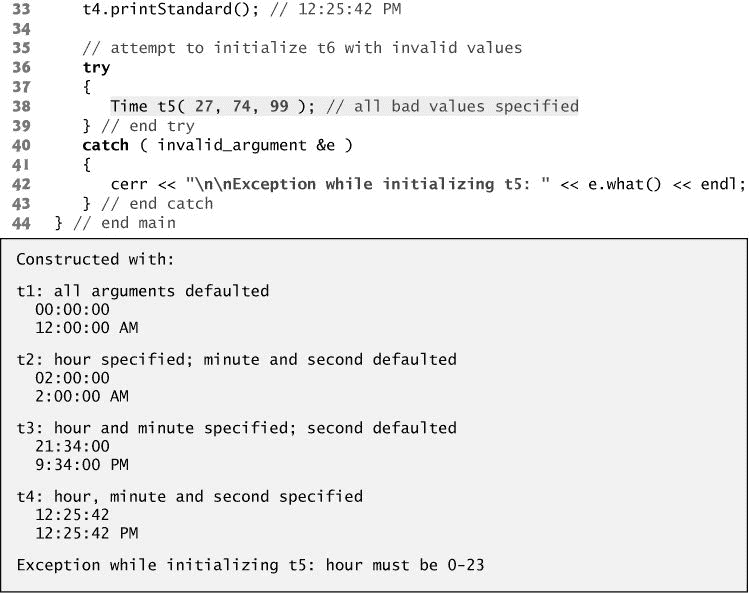 33 t4.printStandard(); // 12:25:42 PM
34
35 // attempt to initialize t6 with invalid values
36 try
37 {
38 Time t5( 27, 74, 99 ); // all bad values specified
39 } // end try
40 catch ( invalid_argument &e )
41 {
42 cerr << "\n\nException while initializing t5: " << e.what() << endl;
43 } // end catch
44 } // end main
Constructed with:
t1: all arguments defaulted
00:00:00
12:00:00 AM
t2: hour specified; minute and second defaulted
02:00:00
2:00:00 AM
t3: hour and minute specified; second defaulted
21:34:00
9:34:00 PM
t4: hour, minute and second specified
12:25:42
12:25:42 PM
Exception while initializing t5: hour must be 0-23